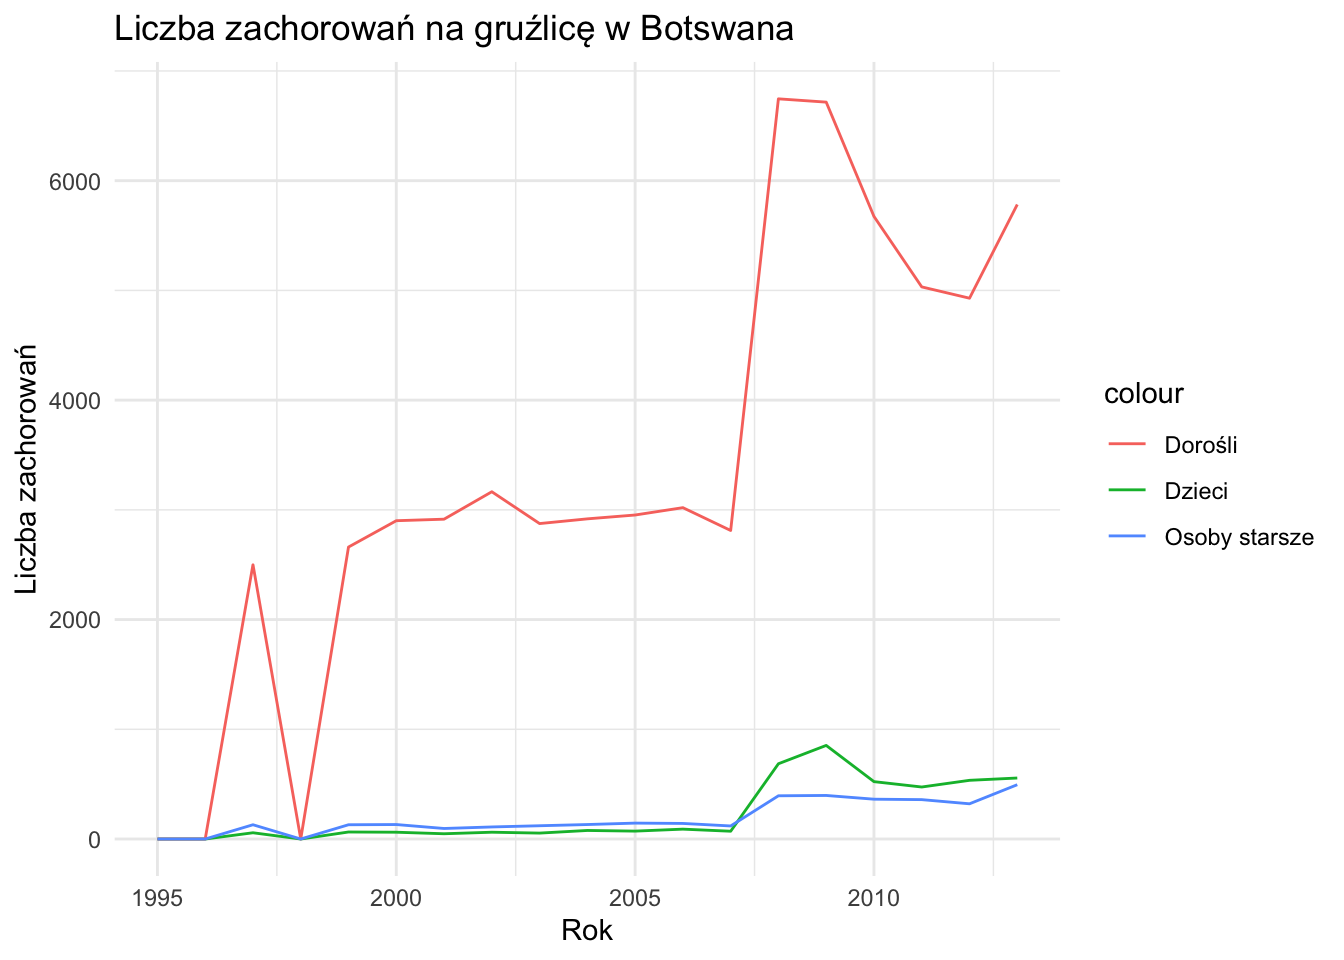 Liczba zachorowań na gruźlicę w Botswana
Liczba zachorowań
6000
4000
2000
0
1995
2000
2005
2010
Rok
colour
Dorośli
Dzieci
Osoby starsze